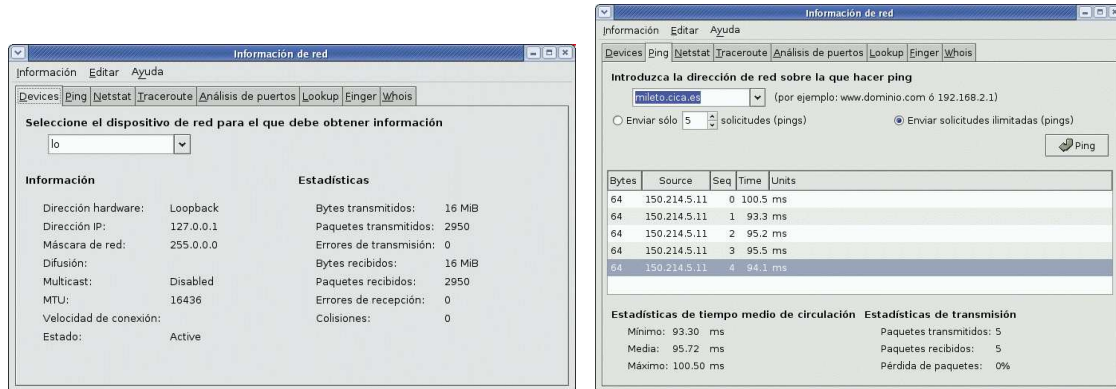 Información de red
Información Editar Ayuda
Devices Ping Netstat Traceroute Análisis de puertos Lookup Finger Whois
Seleccione el dispositivo de red para el que debe obtener información
lo
Información
Dirección hardware: Loopback
Dirección IP: 127.0.0.1
Máscara de red: 255.0.0.0
Difusión:
Multicast: Disabled
MTU: 16436
Velocidad de conexión:
Estado: Active
Estadísticas
Bytes transmitidos: 16 MiB
Paquetes transmitidos: 2950
Errores de transmisión: 0
Bytes recibidos: 16 MiB
Paquetes recibidos: 2950
Errores de recepción: 0
Colisiones: 0
Información de red
Información Editar Ayuda
Devices Ping Netstat Traceroute Análisis de puertos Lookup Finger Whois
Introduzca la dirección de red sobre la que hacer ping
mileto.cica.es (por ejemplo: www.dominio.com ó 192.168.2.1)
Enviar sólo 5 solicitudes (pings) Enviar solicitudes ilimitadas (pings)
Ping
Bytes Source Seq Time Units
64 150.214.5.11 0 100.5 ms
64 150.214.5.11 1 93.3 ms
64 150.214.5.11 2 95.2 ms
64 150.214.5.11 3 95.5 ms
64 150.214.5.11 4 94.1 ms
Estadísticas de tiempo medio de circulación
Mínimo: 93.30 ms
Media: 95.72 ms
Máximo: 100.50 ms
Estadísticas de transmisión
Paquetes transmitidos: 5
Paquetes recibidos: 5
Pérdida de paquetes: 0%